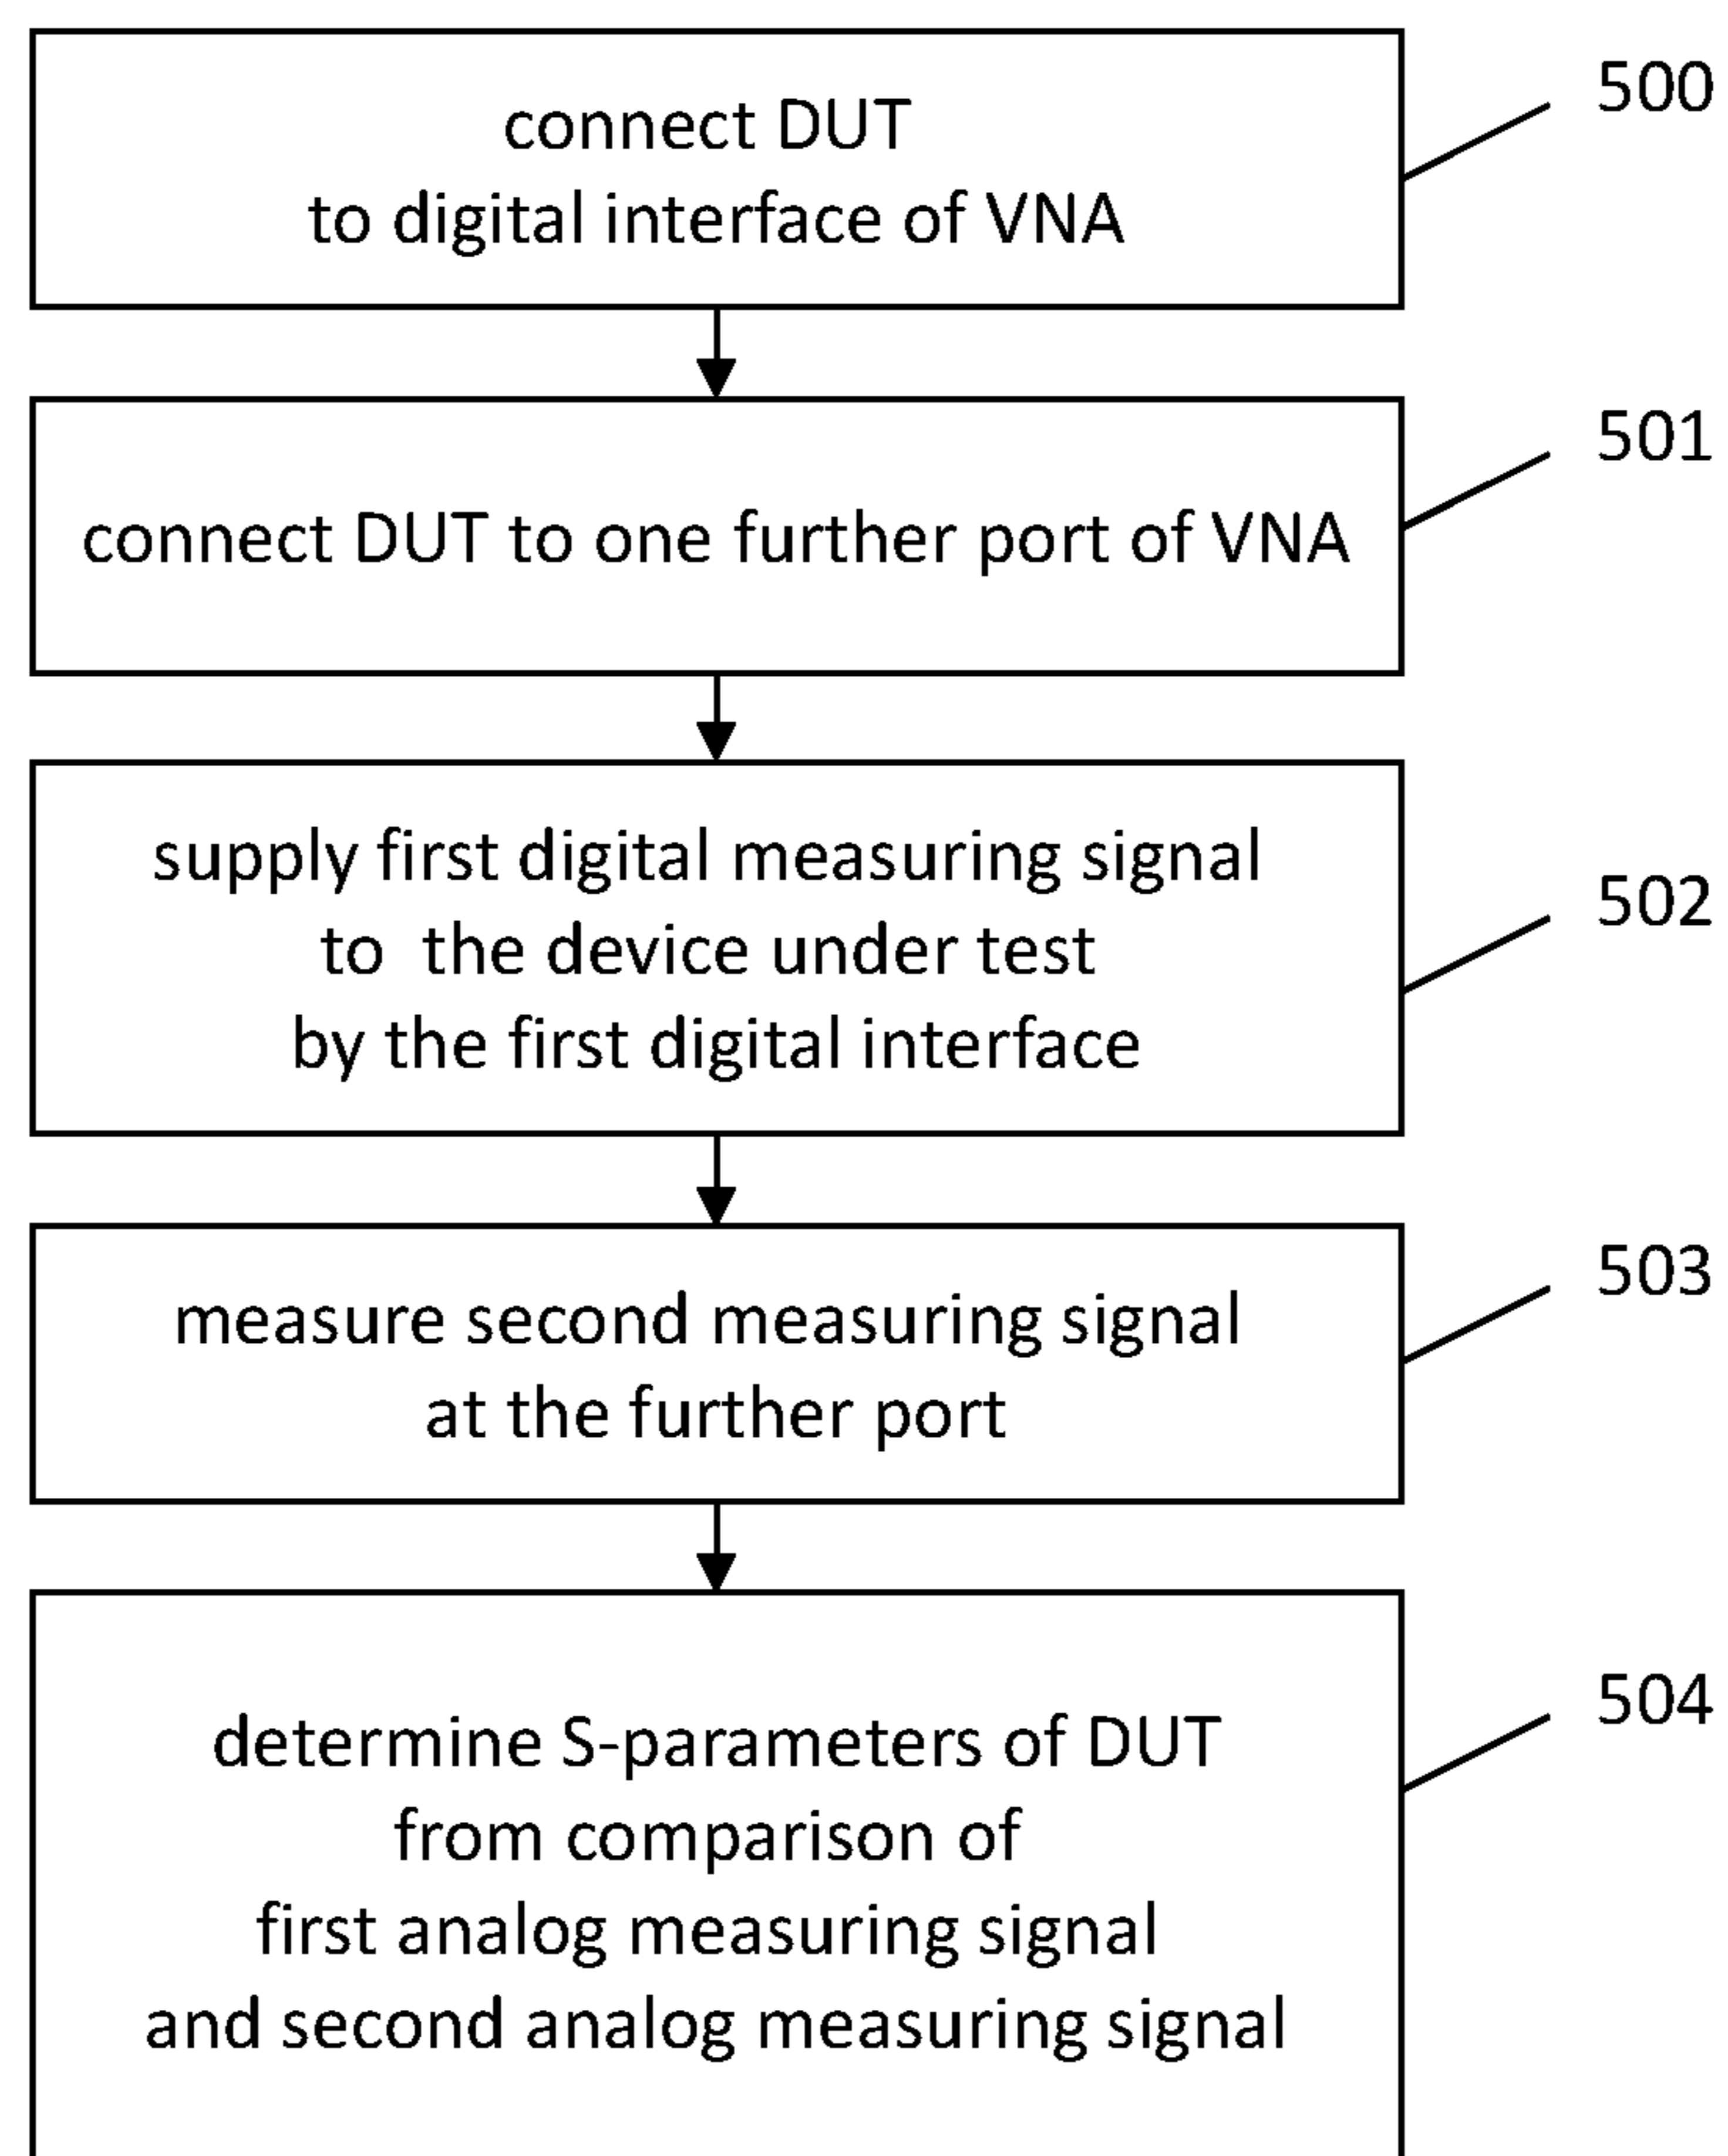 connect DUT
to digital interface of VNA
500
connect DUT to one further port of VNA
501
supply first digital measuring signal
to the device under test
by the first digital interface
502
measure second measuring signal
at the further port
503
determine S-parameters of DUT
from comparison of
first analog measuring signal
and second analog measuring signal
504